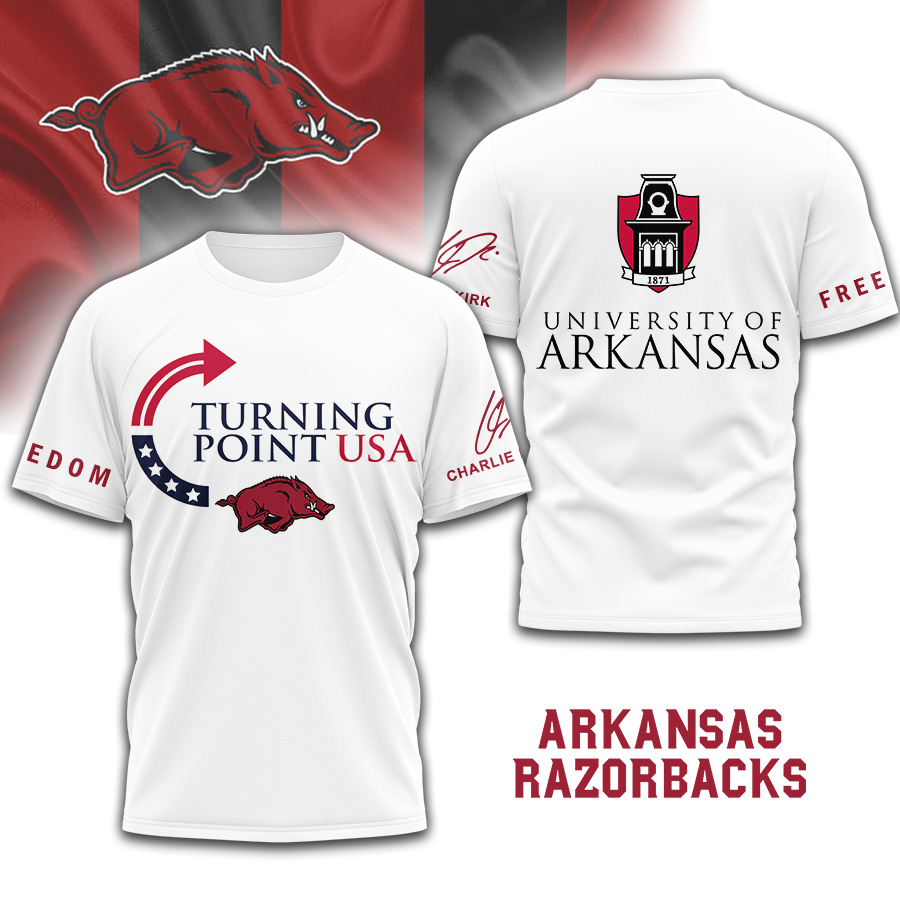 KIRK
1871
UNIVERSITY OF
ARKANSAS
FREE
TURNING
POINT USA
EDOM
CHARLIE
ARKANSAS
RAZORBACKS